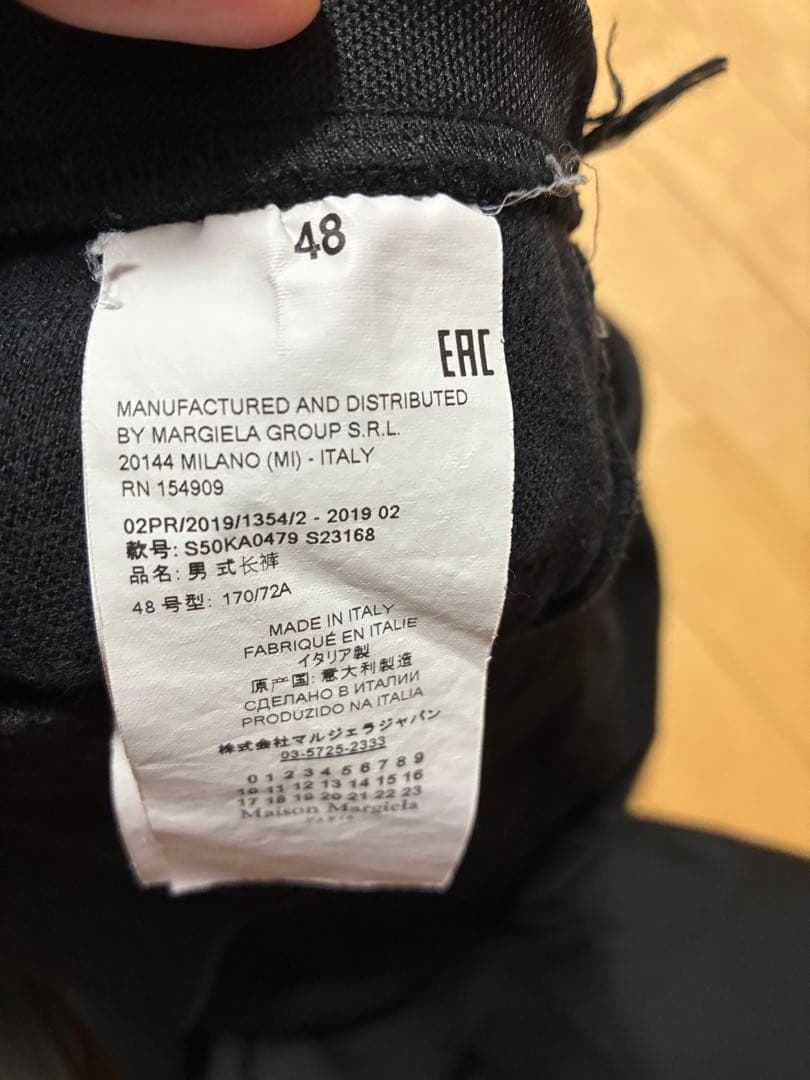 48
EAC
MANUFACTURED AND DISTRIBUTED
BY MARGIELA GROUP S.R.L.
20144 MILANO (MI) - ITALY
RN 154909
02PR/2019/1354/2 - 2019 02
款号: S50KA0479 S23168
品名: 男 式长裤
48 号型: 170/72A
MADE IN ITALY
FABRIQUÉ EN ITALIE
イタリア製
原产国: 意大利制造
СДЕЛАНО В ИТАЛИИ
PRODUZIDO NA ITALIA
株式会社マルジェラジャパン
03-5725-2333
0 1 2 3 4 5 6 7 8 9
10 11 12 13 14 15 16
17 18 19 20 21 22 23
Maison Margiela
PARIS